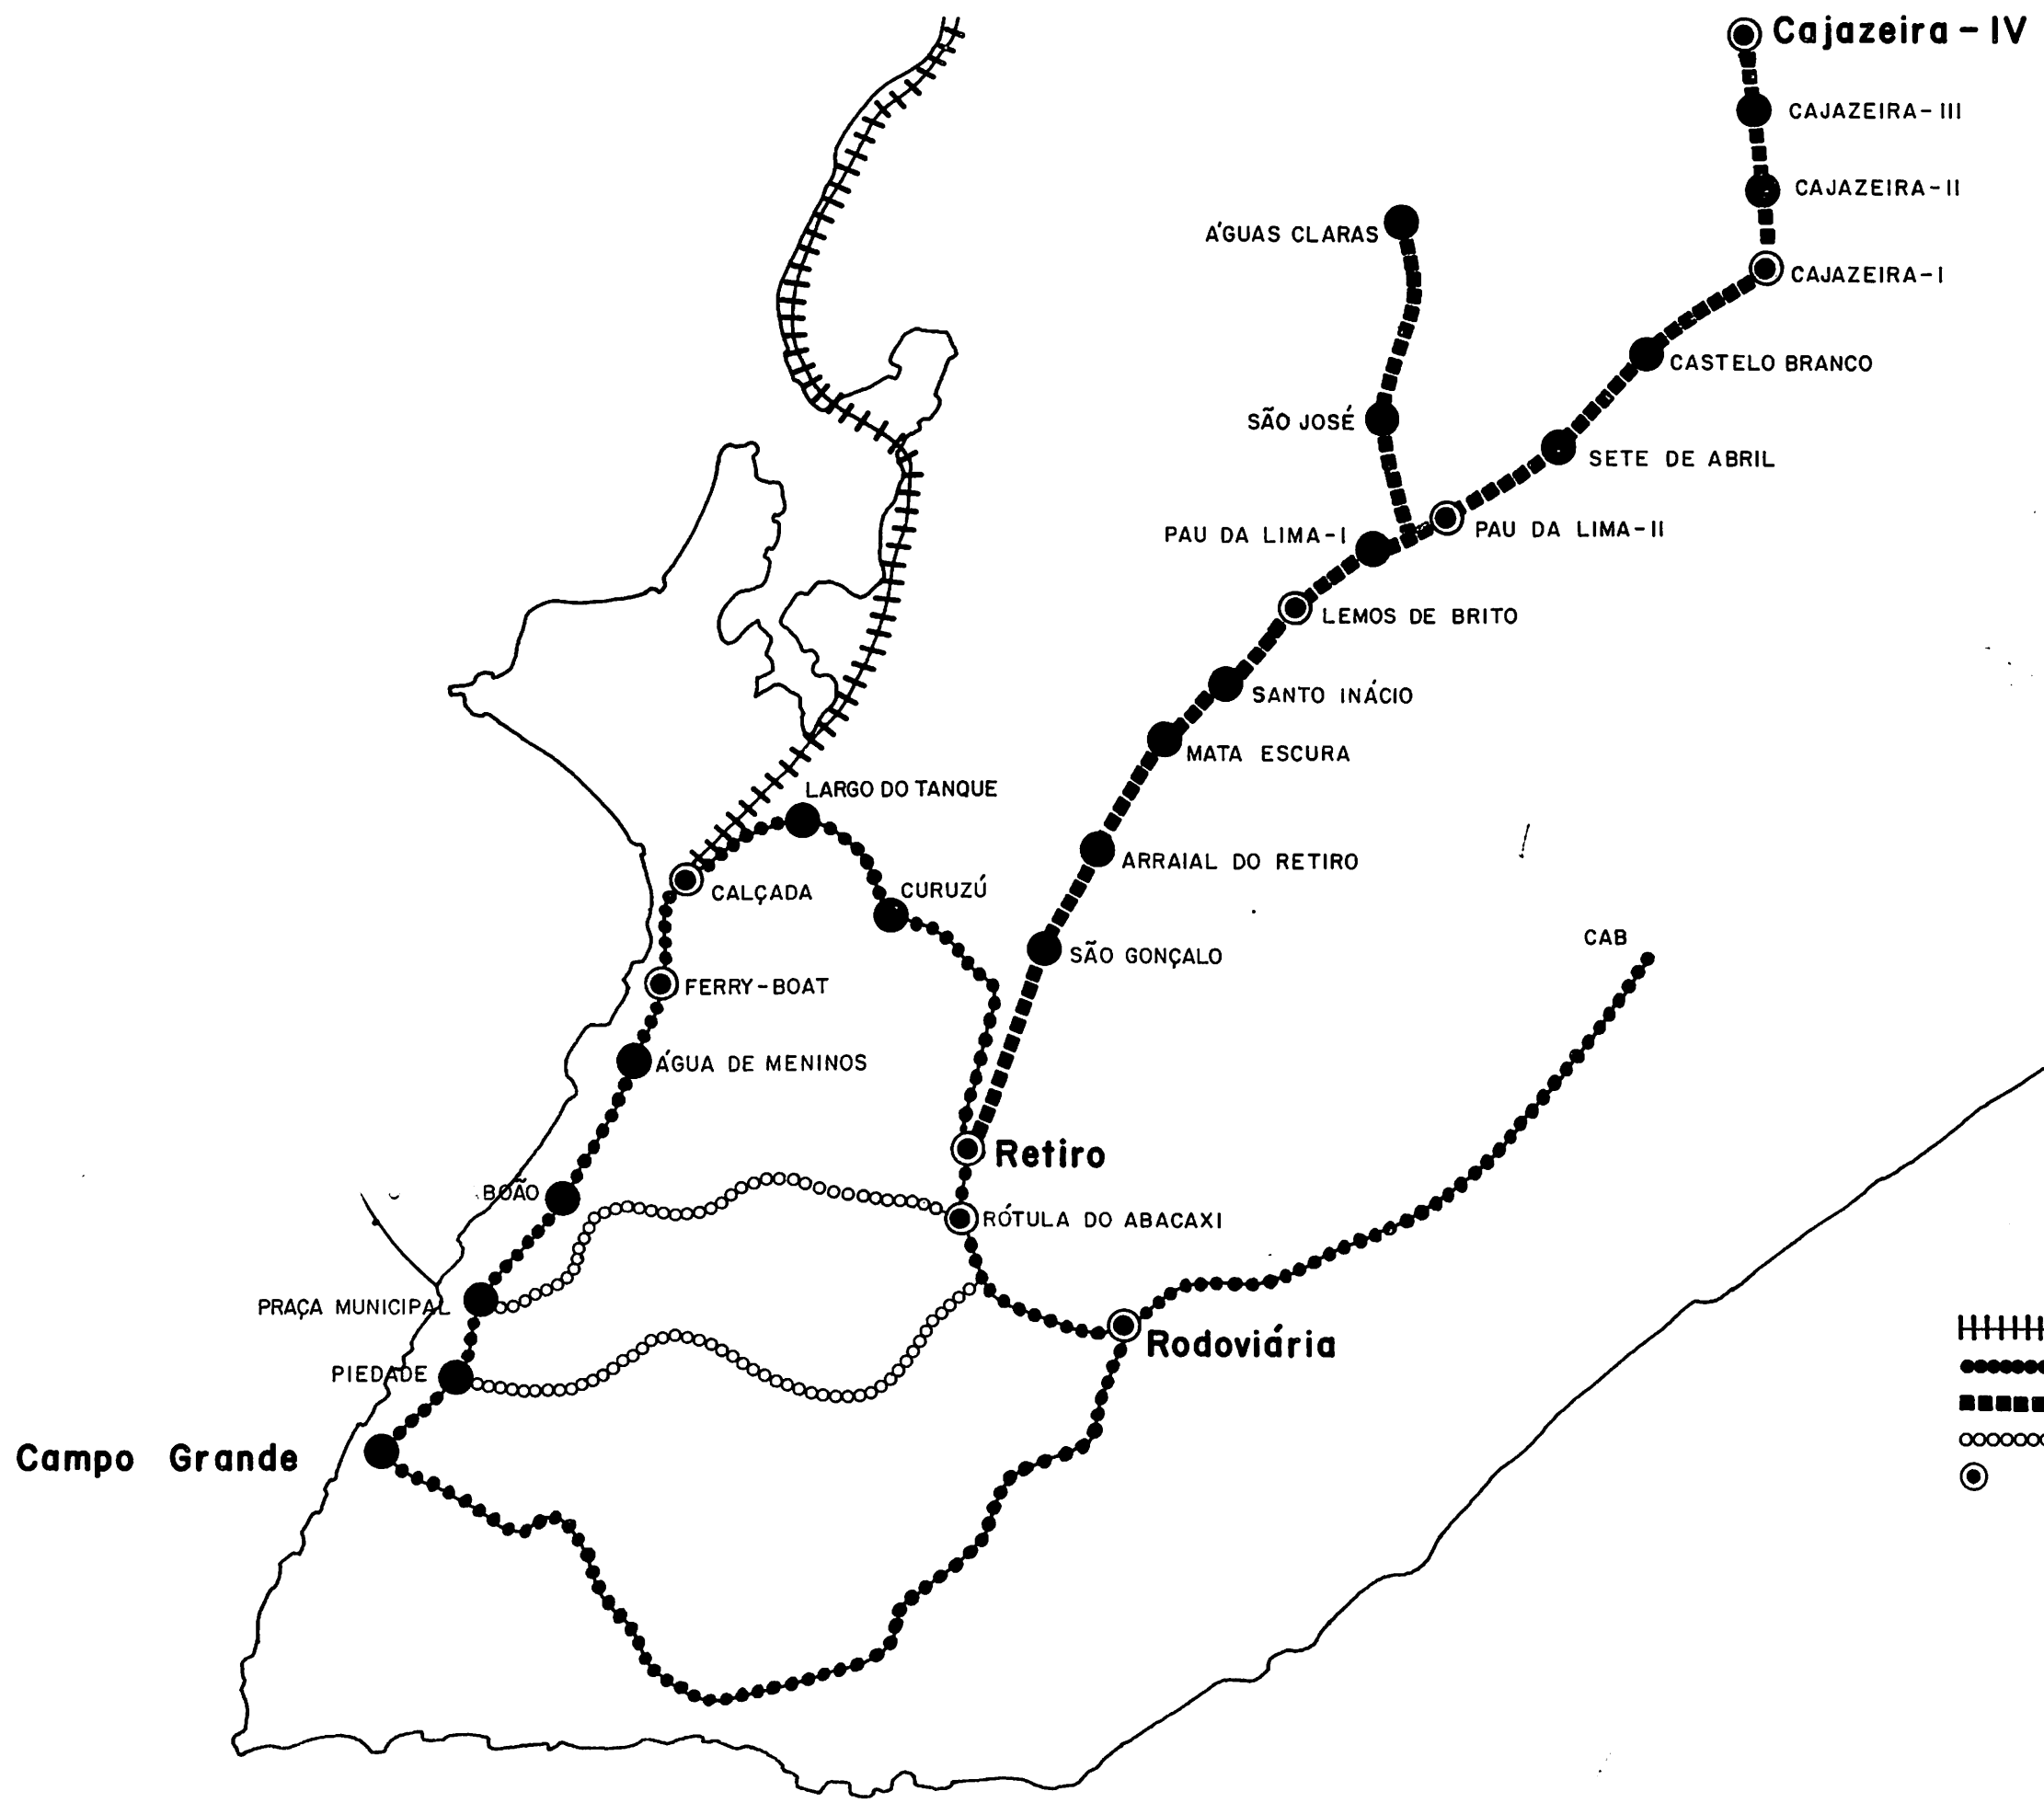 Cajazeira - IV
CAJAZEIRA - III
CAJAZEIRA - II
ÁGUAS CLARAS
CAJAZEIRA - I
CASTELO BRANCO
SÃO JOSÉ
SETE DE ABRIL
PAU DA LIMA - I
PAU DA LIMA - II
LEMOS DE BRITO
SANTO INÁCIO
MATA ESCURA
LARGO DO TANQUE
ARRAIAL DO RETIRO
CALÇADA
CURUZÚ
CAB
SÃO GONÇALO
FERRY - BOAT
ÁGUA DE MENINOS
Retiro
BOÃO
RÓTULA DO ABACAXI
PRAÇA MUNICIPAL
Rodoviária
PIEDADE
Campo Grande